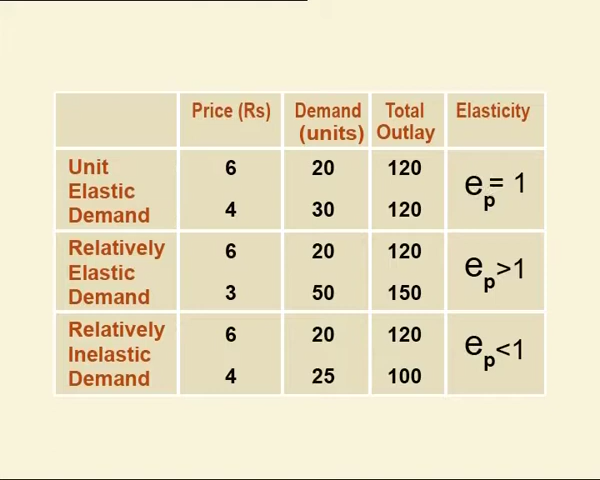 Price (Rs) Demand (units) Total Outlay Elasticity
Unit Elastic Demand 6 20 120 ep = 1
4 30 120
Relatively Elastic Demand 6 20 120 ep >1
3 50 150
Relatively Inelastic Demand 6 20 120 ep <1
4 25 100